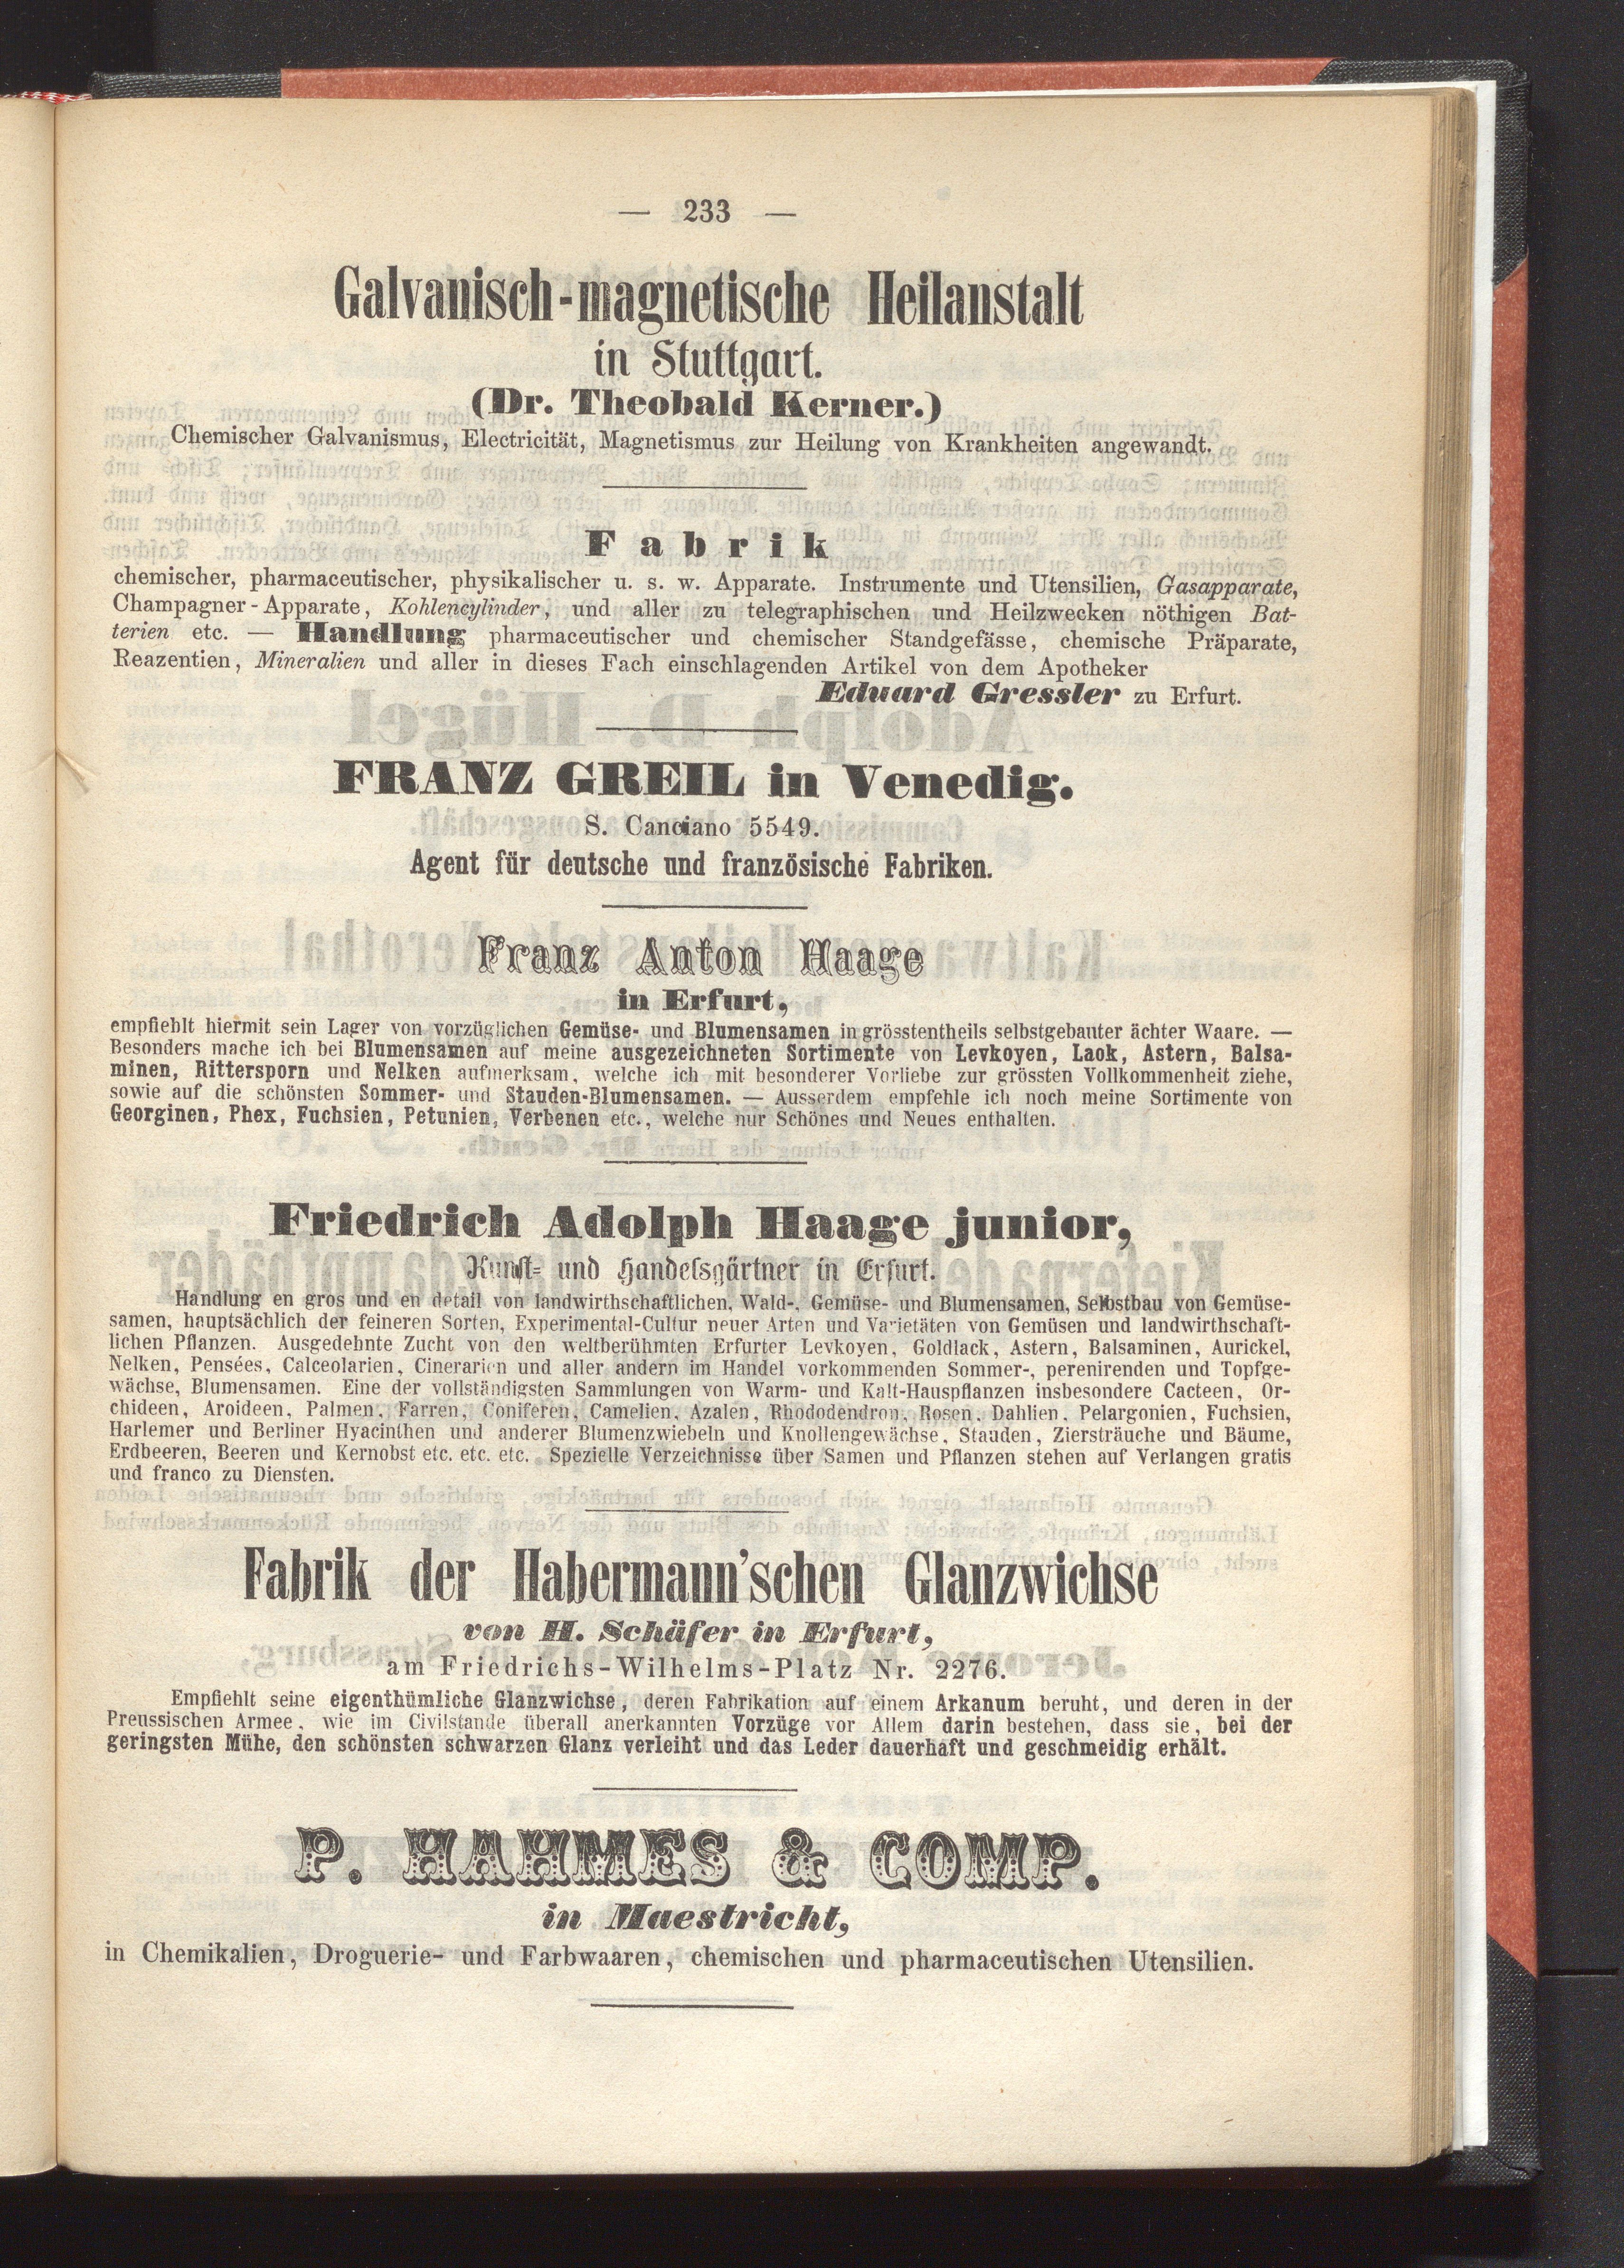 — 233 —
Galvanisch-magnetische Heilanstalt
in Stuttgart.
(Dr. Theobald Kerner.)
Chemischer Galvanismus, Electricität, Magnetismus zur Heilung von Krankheiten angewandt.
Fabrik
chemischer, pharmaceutischer, physikalischer u. s. w. Apparate. Instrumente und Utensilien, Gasapparate,
Champagner-Apparate, Kohlencylinder, und aller zu telegraphischen und Heilzwecken nöthigen Bat-
terien etc. — Handlung pharmaceutischer und chemischer Standgefässe, chemische Präparate,
Reazentien, Mineralien und aller in dieses Fach einschlagenden Artikel von dem Apotheker
Eduard Gressler zu Erfurt.
FRANZ GREIL in Venedig.
S. Canciano 5549.
Agent für deutsche und französische Fabriken.
Franz Anton Haage
in Erfurt,
empfiehlt hiermit sein Lager von vorzüglichen Gemüse- und Blumensamen in grösstentheils selbstgebauter ächter Waare. —
Besonders mache ich bei Blumensamen auf meine ausgezeichneten Sortimente von Levkoyen, Laok, Astern, Balsa-
minen, Rittersporn und Nelken aufmerksam, welche ich mit besonderer Vorliebe zur grössten Vollkommenheit ziehe,
sowie auf die schönsten Sommer- und Stauden-Blumensamen. — Ausserdem empfehle ich noch meine Sortimente von
Georginen, Phex, Fuchsien, Petunien, Verbenen etc., welche nur Schönes und Neues enthalten.
Friedrich Adolph Haage junior,
Kunst- und Handelsgärtner in Erfurt.
Handlung en gros und en detail von landwirthschaftlichen, Wald-, Gemüse- und Blumensamen, Selbstbau von Gemüse-
samen, hauptsächlich der feineren Sorten, Experimental-Cultur neuer Arten und Varietäten von Gemüsen und landwirthschaft-
lichen Pflanzen. Ausgedehnte Zucht von den weltberühmten Erfurter Levkoyen, Goldlack, Astern, Balsaminen, Aurickel,
Nelken, Pensées, Calceolarien, Cinerarien und aller andern im Handel vorkommenden Sommer-, perenirenden und Topfge-
wächse, Blumensamen. Eine der vollständigsten Sammlungen von Warm- und Kalt-Hauspflanzen insbesondere Cacteen, Or-
chideen, Aroideen, Palmen, Farren, Coniferen, Camelien, Azalen, Rhododendron, Rosen, Dahlien, Pelargonien, Fuchsien,
Harlemer und Berliner Hyacinthen und anderer Blumenzwiebeln und Knollengewächse, Stauden, Ziersträuche und Bäume,
Erdbeeren, Beeren und Kernobst etc. etc. etc. Spezielle Verzeichnisse über Samen und Pflanzen stehen auf Verlangen gratis
und franco zu Diensten.
Fabrik der Habermann'schen Glanzwichse
von H. Schäfer in Erfurt,
am Friedrichs-Wilhelms-Platz Nr. 2276.
Empfiehlt seine eigenthümliche Glanzwichse, deren Fabrikation auf einem Arkanum beruht, und deren in der
Preussischen Armee, wie im Civilstande überall anerkannten Vorzüge vor Allem darin bestehen, dass sie, bei der
geringsten Mühe, den schönsten schwarzen Glanz verleiht und das Leder dauerhaft und geschmeidig erhält.
P. HAHMES & COMP.
in Maestricht,
in Chemikalien, Droguerie- und Farbwaaren, chemischen und pharmaceutischen Utensilien.